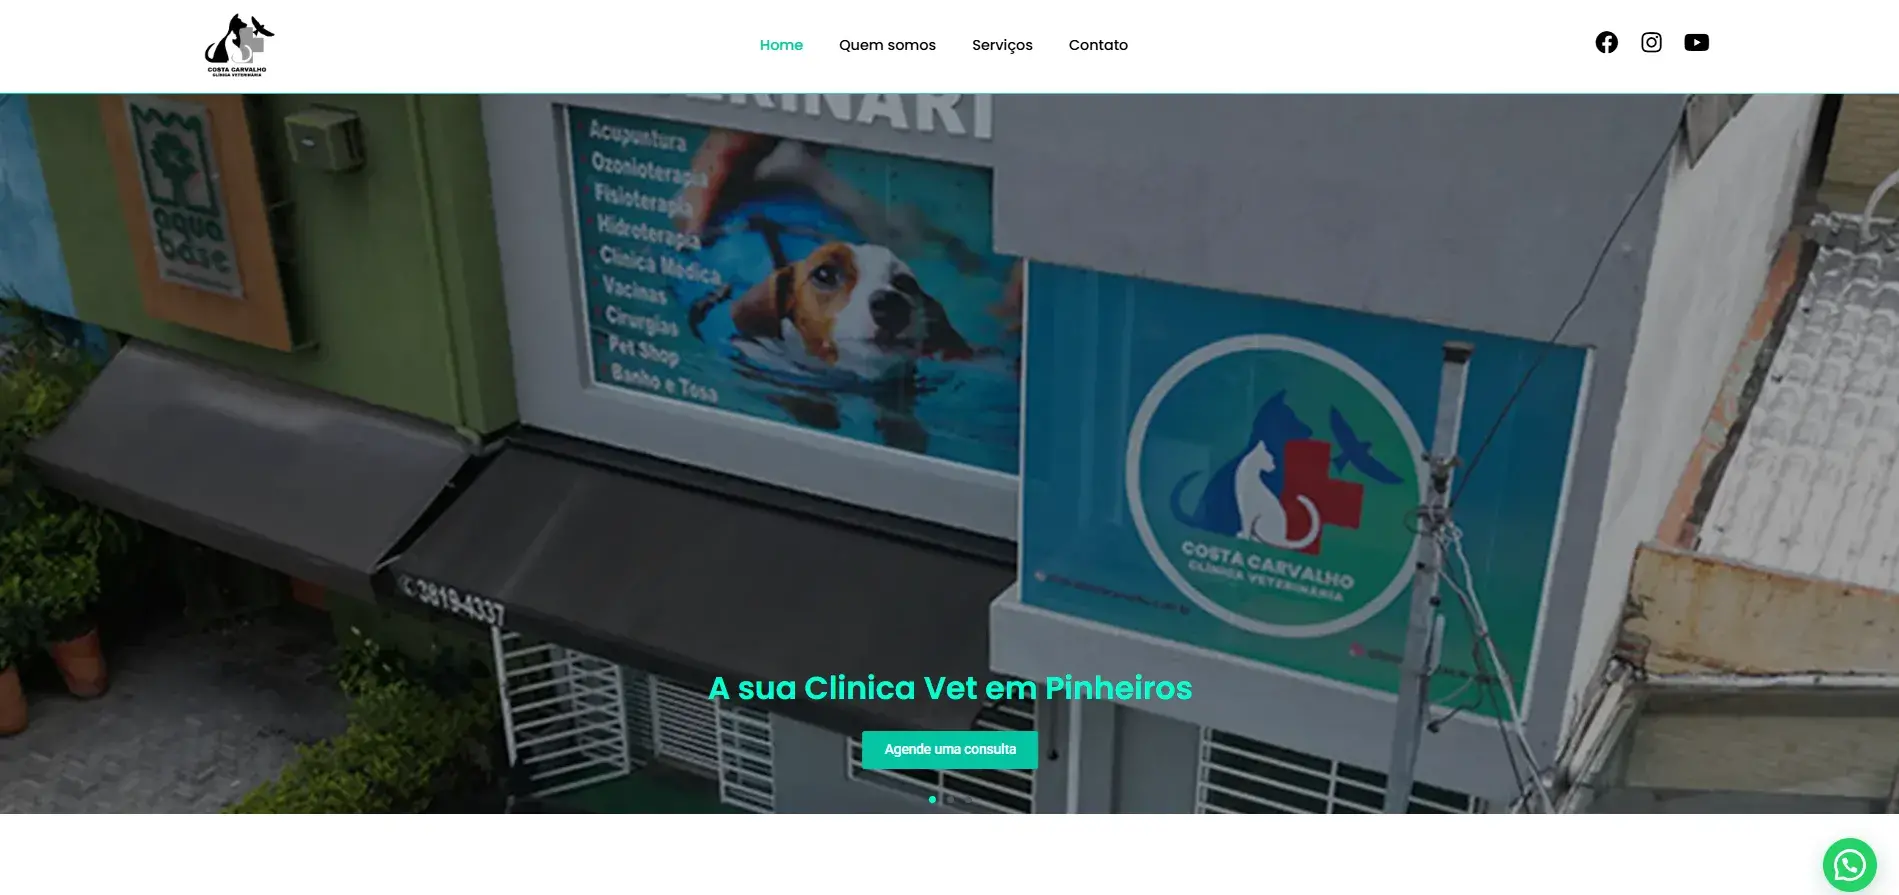 COSTA CARVALHO
CLÍNICA VETERINÁRIA
Home
Quem somos
Serviços
Contato
aqua
base
Acupuntura
Ozonioterapia
Fisioterapia
Hidroterapia
Clínica Médica
Vacinas
Cirurgias
Pet Shop
Banho e Tosa
COSTA CARVALHO
CLÍNICA VETERINÁRIA
3819-4337
A sua Clinica Vet em Pinheiros
Agende uma consulta